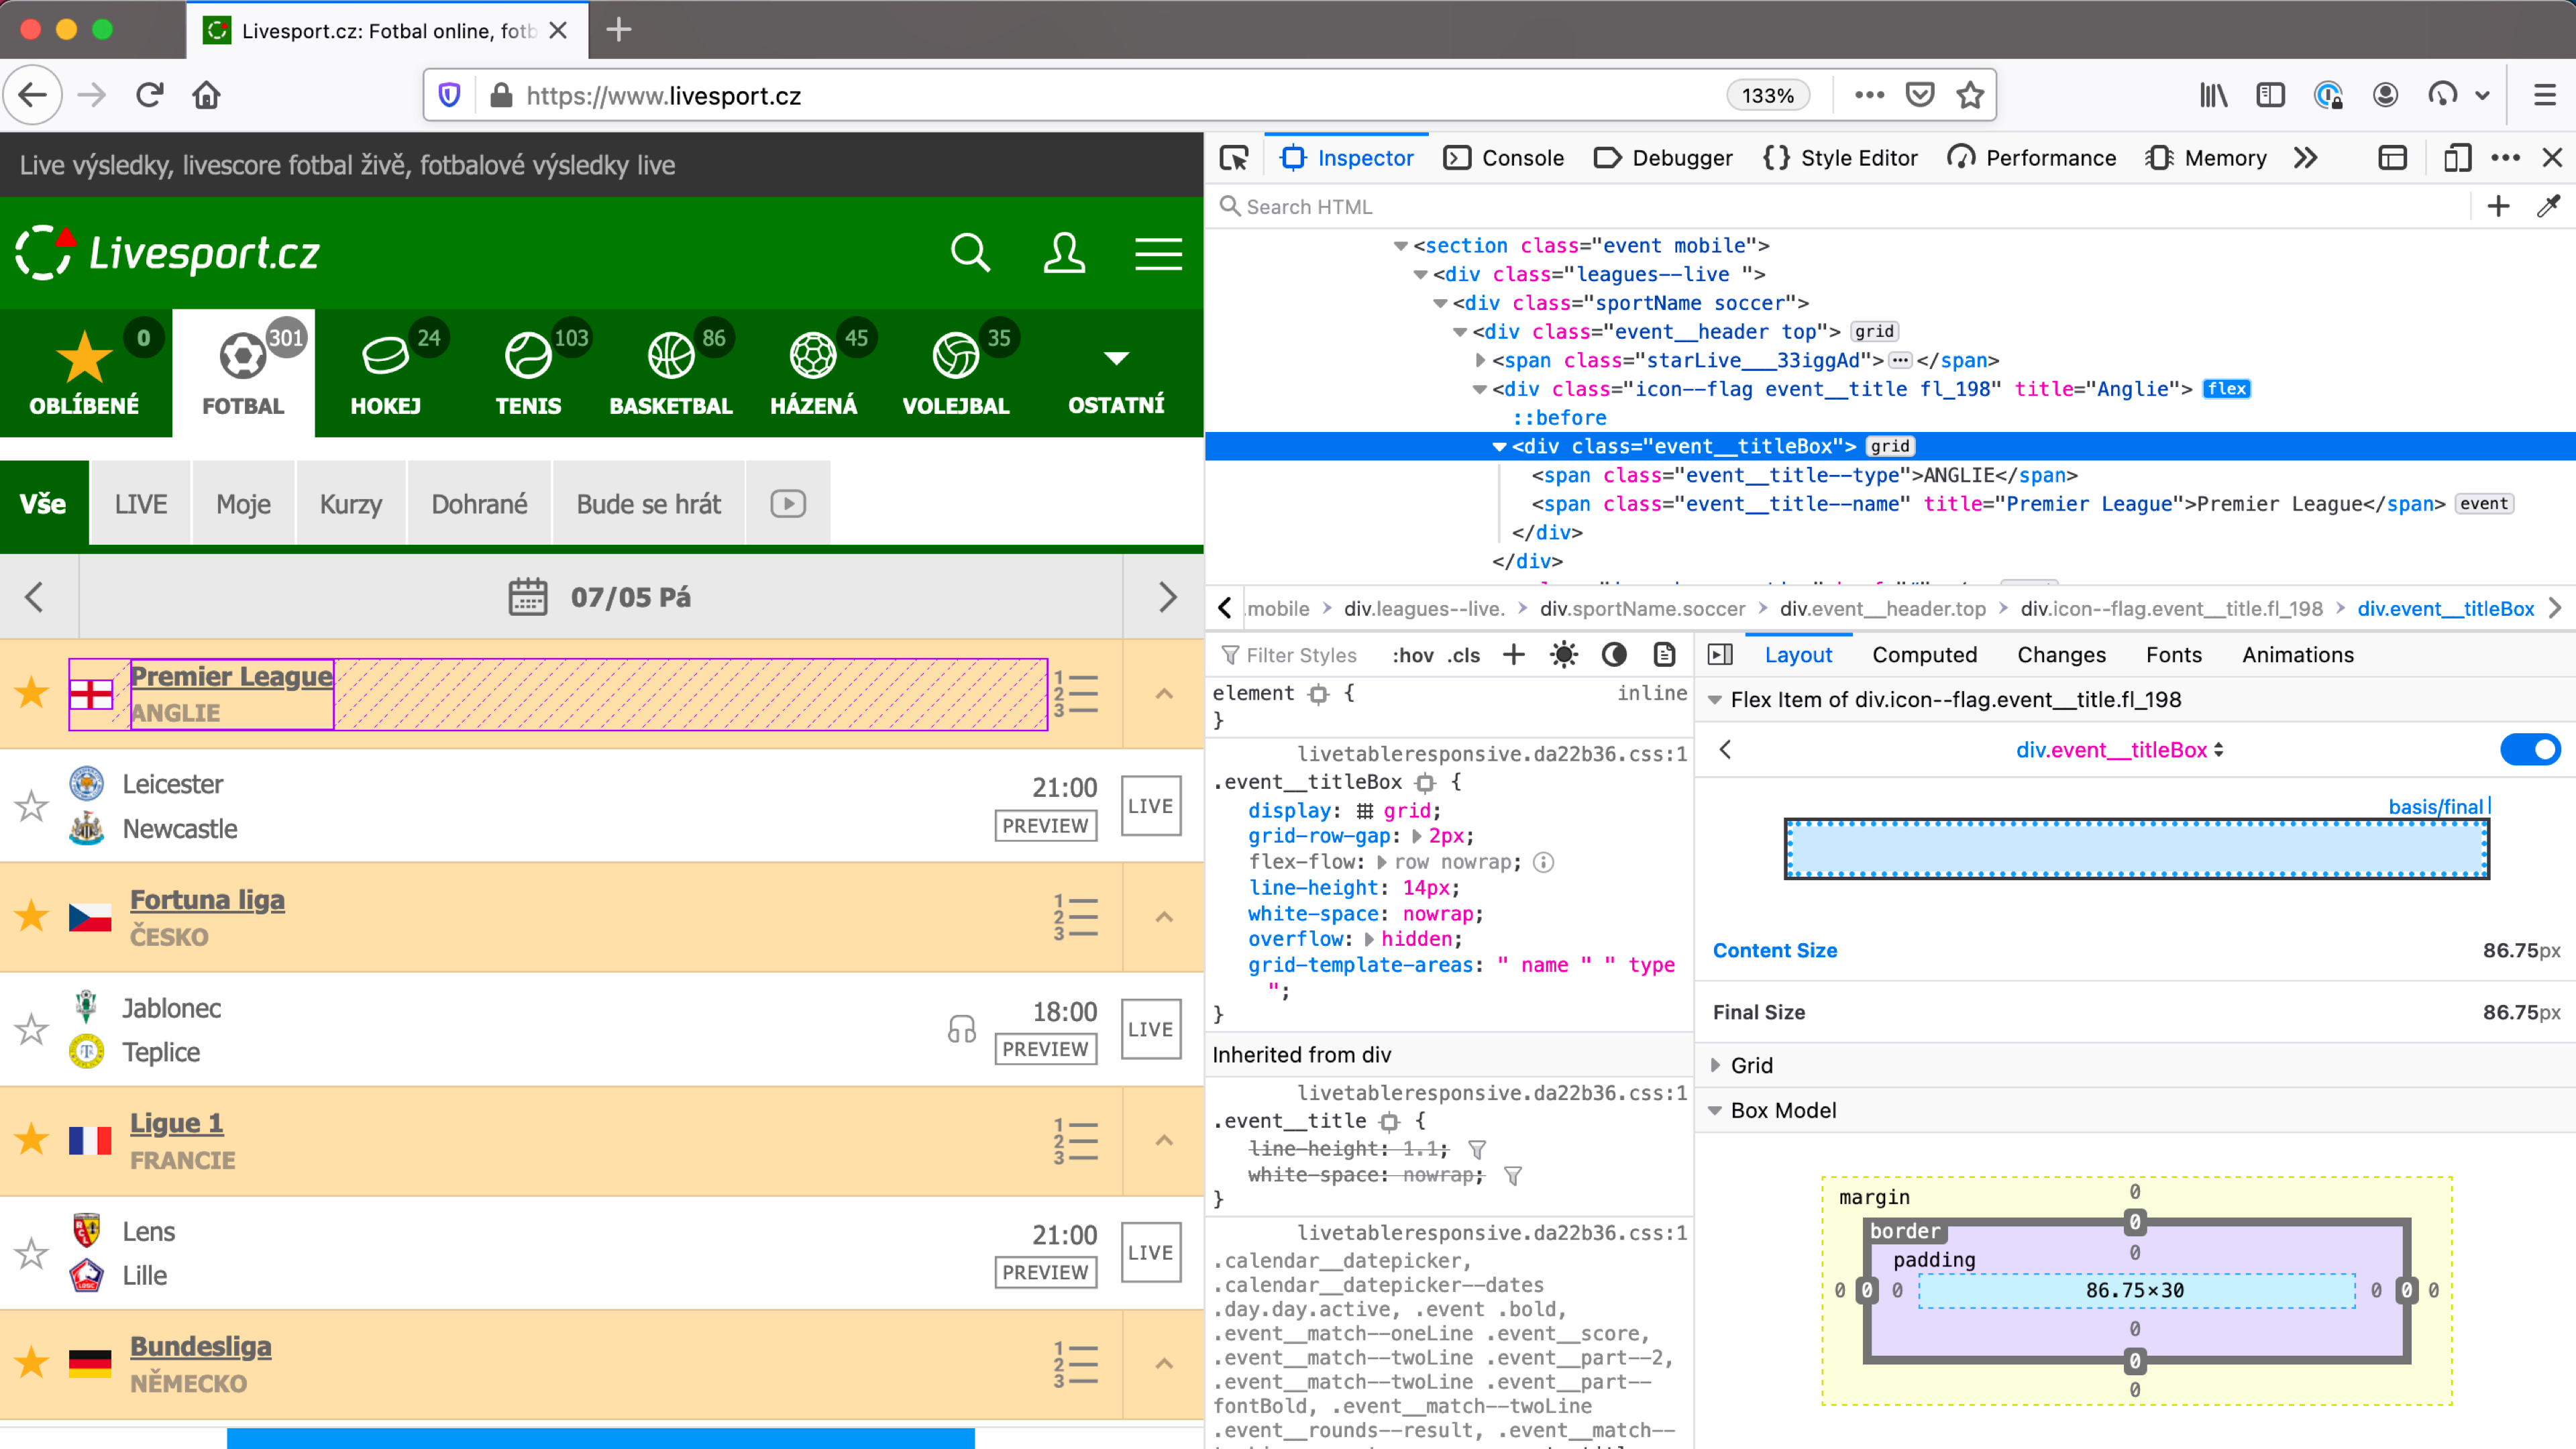 Livesport.cz: Fotbal online, fotb
https://www.livesport.cz
133%
Live výsledky, livescore fotbal živě, fotbalové výsledky live
Livesport.cz
0
301
24
103
86
45
35
OBLÍBENÉ
FOTBAL
HOKEJ
TENIS
BASKETBAL
HÁZENÁ
VOLEJBAL
OSTATNÍ
Vše
LIVE
Moje
Kurzy
Dohrané
Bude se hrát
07/05 Pá
Premier League
ANGLIE
1
2
3
Leicester
Newcastle
21:00
PREVIEW
LIVE
Fortuna liga
ČESKO
1
2
3
Jablonec
Teplice
18:00
PREVIEW
LIVE
Ligue 1
FRANCIE
1
2
3
Lens
Lille
21:00
PREVIEW
LIVE
Bundesliga
NĚMECKO
1
2
3
Inspector
Console
Debugger
Style Editor
Performance
Memory
Search HTML
<section class="event mobile">
<div class="leagues--live ">
<div class="sportName soccer">
<div class="event__header top"> grid
<span class="starLive___33iggAd"> ••• </span>
<div class="icon--flag event__title fl_198" title="Anglie"> flex
::before
<div class="event__titleBox"> grid
<span class="event__title--type">ANGLIE</span>
<span class="event__title--name" title="Premier League">Premier League</span> event
</div>
</div>
.mobile > div.leagues--live. > div.sportName.soccer > div.event__header.top > div.icon--flag.event__title.fl_198 > div.event__titleBox
Filter Styles
:hov .cls
element {
inline
}
livetableresponsive.da22b36.css:1
.event__titleBox {
display: grid;
grid-row-gap: 2px;
flex-flow: row nowrap;
line-height: 14px;
white-space: nowrap;
overflow: hidden;
grid-template-areas: " name " " type
";
}
Inherited from div
livetableresponsive.da22b36.css:1
.event__title {
line-height: 1.1;
white-space: nowrap;
}
livetableresponsive.da22b36.css:1
.calendar__datepicker,
.calendar__datepicker--dates
.day.day.active, .event .bold,
.event__match--oneLine .event__score,
.event__match--twoLine .event__part--2,
.event__match--twoLine .event__part--
fontBold, .event__match--twoLine
.event__rounds--result, .event__match--
Layout
Computed
Changes
Fonts
Animations
Flex Item of div.icon--flag.event__title.fl_198
div.event__titleBox
basis/final
Content Size
86.75px
Final Size
86.75px
Grid
Box Model
margin
0
border
0
padding
0
0
0
0
86.75×30
0
0
0
0
0
0